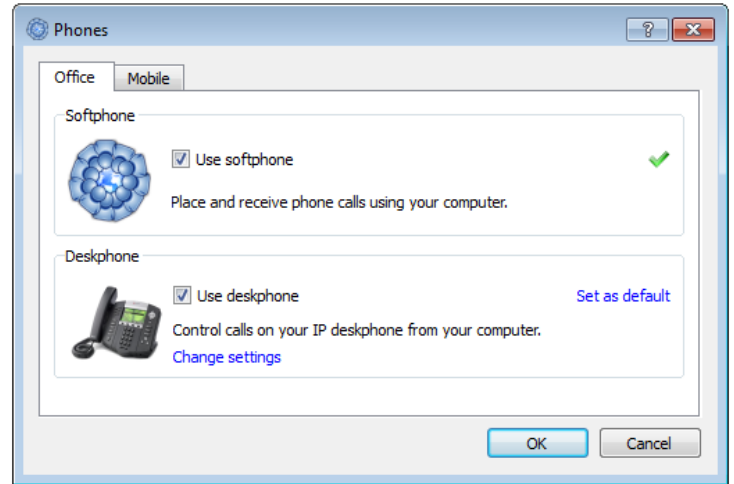 Phones
?
Office Mobile
Softphone
Use softphone
Place and receive phone calls using your computer.
Deskphone
Use deskphone Set as default
Control calls on your IP deskphone from your computer.
Change settings
OK Cancel